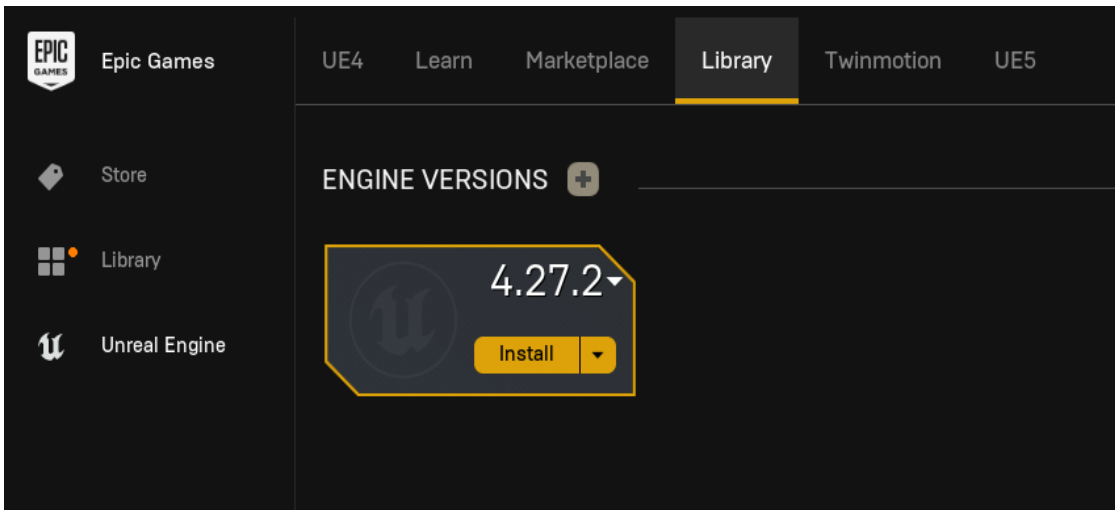 EPIC
GAMES
Epic Games
UE4 Learn Marketplace Library Twinmotion UE5
Store
Library
Unreal Engine
ENGINE VERSIONS
4.27.2
Install